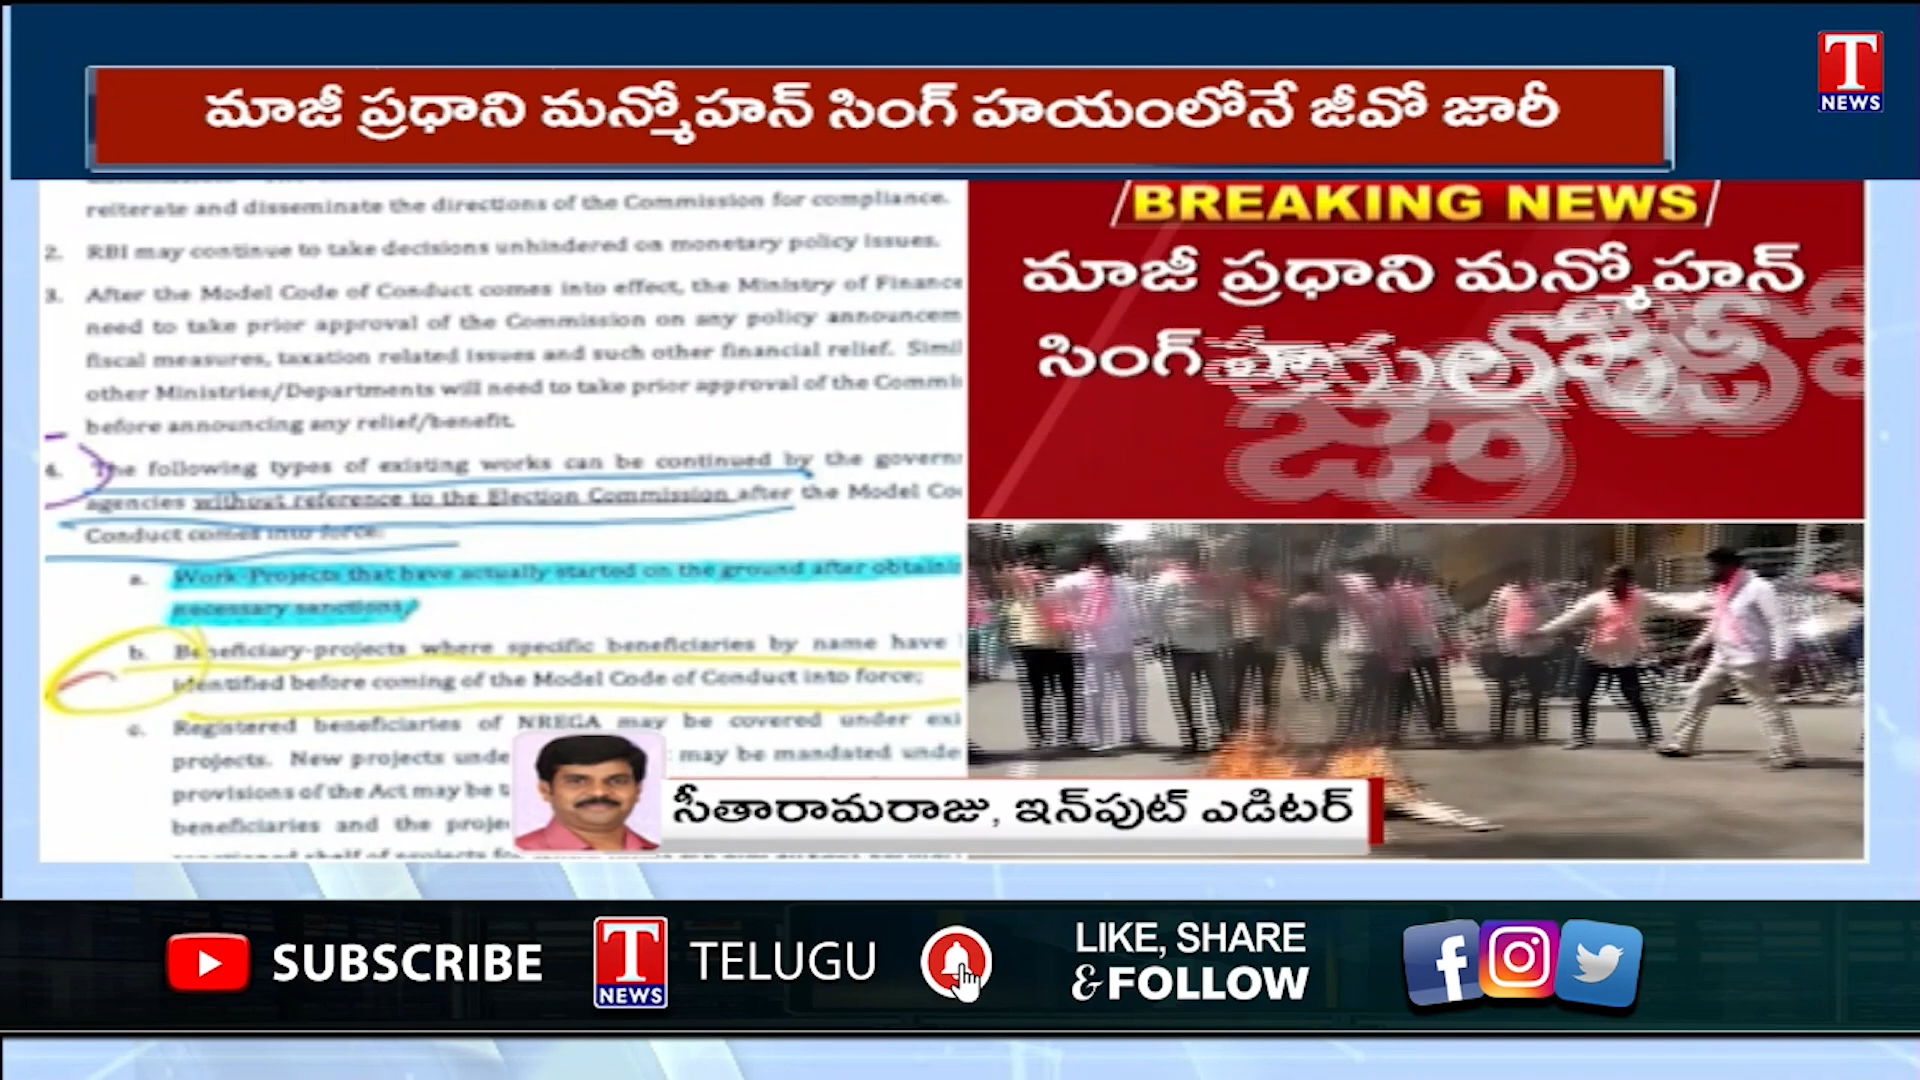 మాజీ ప్రధాని మన్మోహన్ సింగ్ హయంలోనే జీవో జారీ
T
NEWS
reiterate and disseminate the directions of the Commission for compliance.
2. RBI may continue to take decisions unhindered on monetary policy issues.
3. After the Model Code of Conduct comes into effect, the Ministry of Finance
need to take prior approval of the Commission on any policy
fiscal measures, taxation related issues and such other financial relief.
other Ministries/Departments will need to take prior approval of the
before announcing any relief/benefit.
4. The following types of existing works can be continued by the
agencies without reference to the Election Commission after the Model
Conduct comes into force:
a. Work-Projects that have actually started on the ground after
necessary sanctions;
b. Beneficiary-projects where specific beneficiaries by name have
identified before coming of the Model Code of Conduct into force;
c. Registered beneficiaries of NREGA may be covered under
projects. New projects may be mandated
provisions of the Act may be
beneficiaries and the
BREAKING NEWS
మాజీ ప్రధాని మన్మోహన్
సింగ్
సీతారామరాజు, ఇన్‌పుట్ ఎడిటర్
SUBSCRIBE
T
NEWS
TELUGU
LIKE, SHARE
& FOLLOW